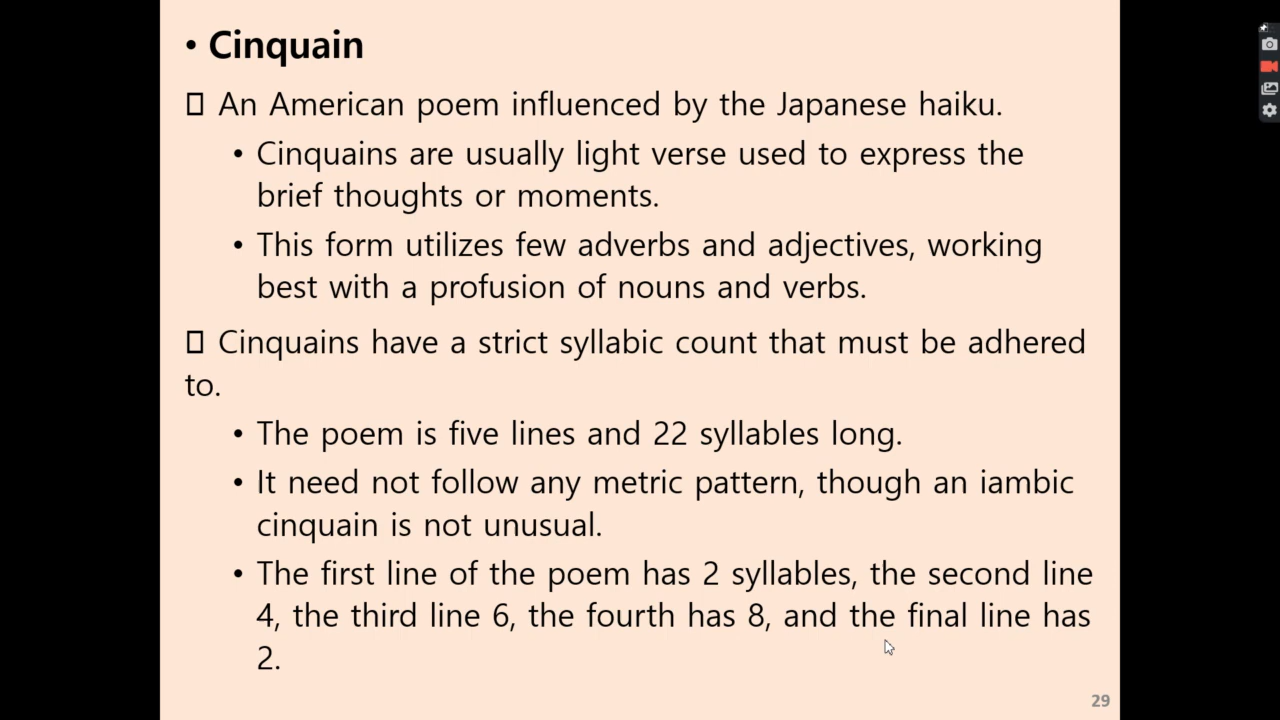 • Cinquain
▯ An American poem influenced by the Japanese haiku.
• Cinquains are usually light verse used to express the
brief thoughts or moments.
• This form utilizes few adverbs and adjectives, working
best with a profusion of nouns and verbs.
▯ Cinquains have a strict syllabic count that must be adhered
to.
• The poem is five lines and 22 syllables long.
• It need not follow any metric pattern, though an iambic
cinquain is not unusual.
• The first line of the poem has 2 syllables, the second line
4, the third line 6, the fourth has 8, and the final line has
2.
29